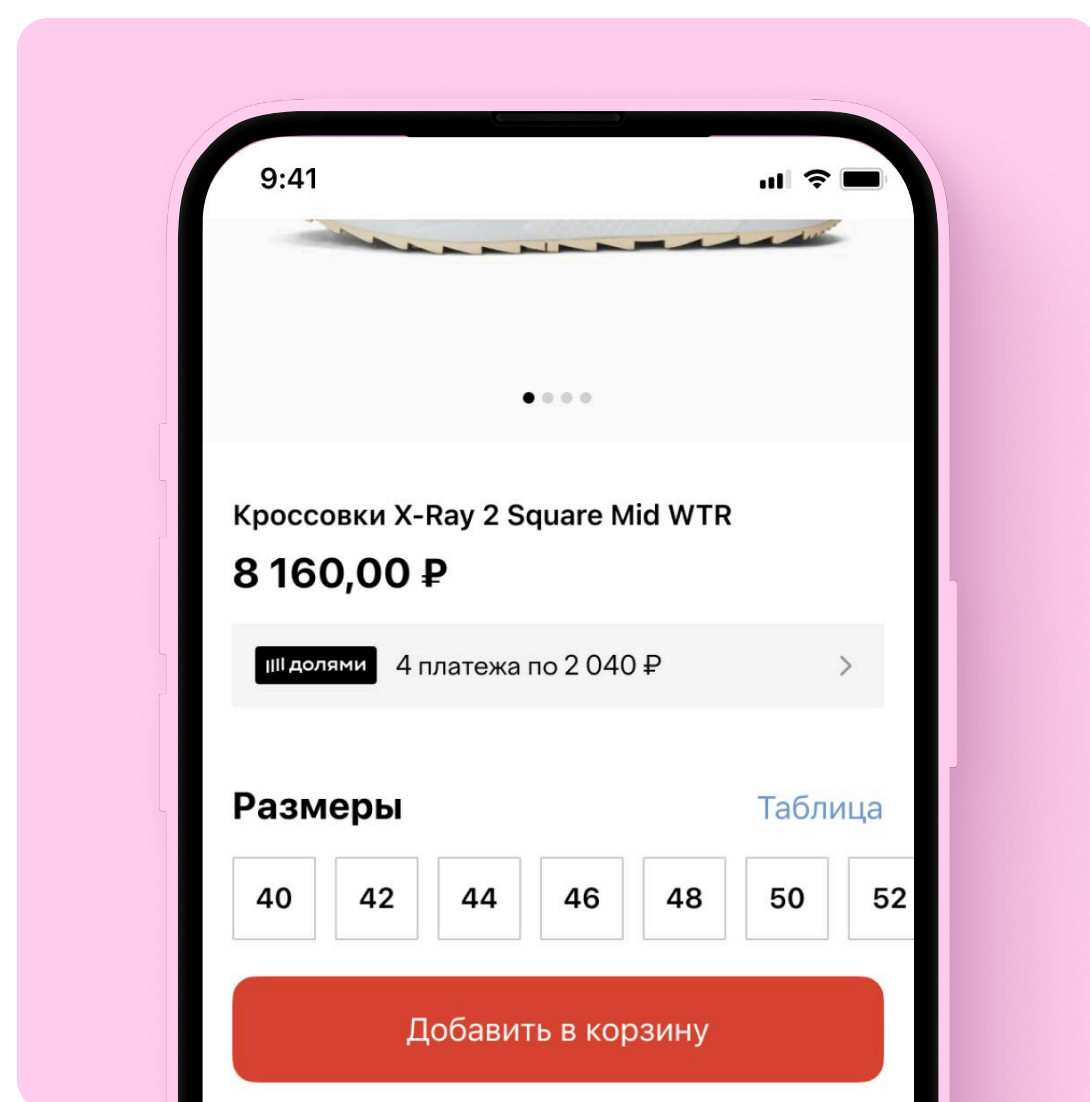 9:41
Кроссовки X-Ray 2 Square Mid WTR
8 160,00 ₽
долями 4 платежа по 2 040 ₽
Размеры Таблица
40 42 44 46 48 50 52
Добавить в корзину